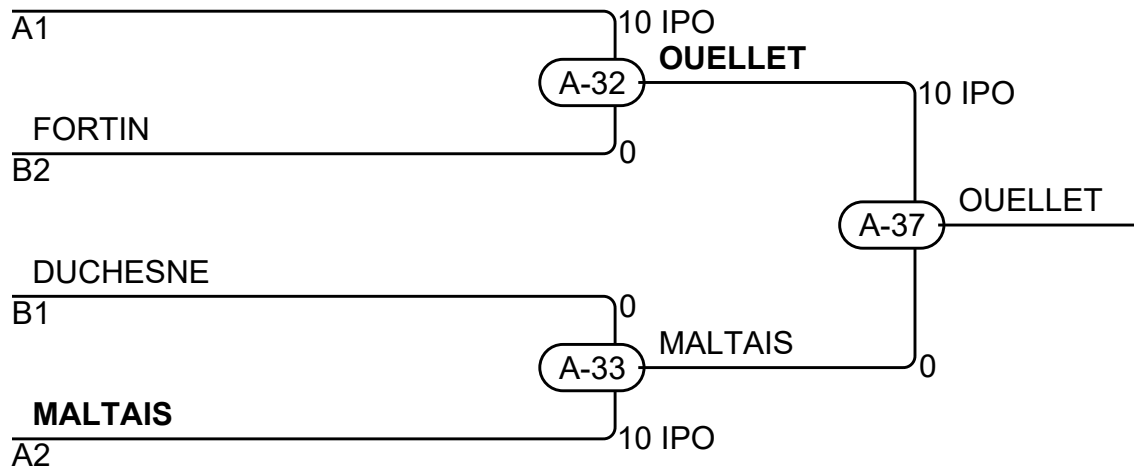 A1
10 IPO
OUELLET
A-32
10 IPO
FORTIN
0
B2
OUELLET
A-37
DUCHESNE
B1
0
MALTAIS
A-33
0
MALTAIS
10 IPO
A2